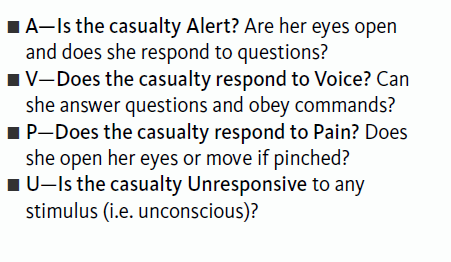 ■ A—Is the casualty Alert? Are her eyes open
and does she respond to questions?
■ V—Does the casualty respond to Voice? Can
she answer questions and obey commands?
■ P—Does the casualty respond to Pain? Does
she open her eyes or move if pinched?
■ U—Is the casualty Unresponsive to any
stimulus (i.e. unconscious)?